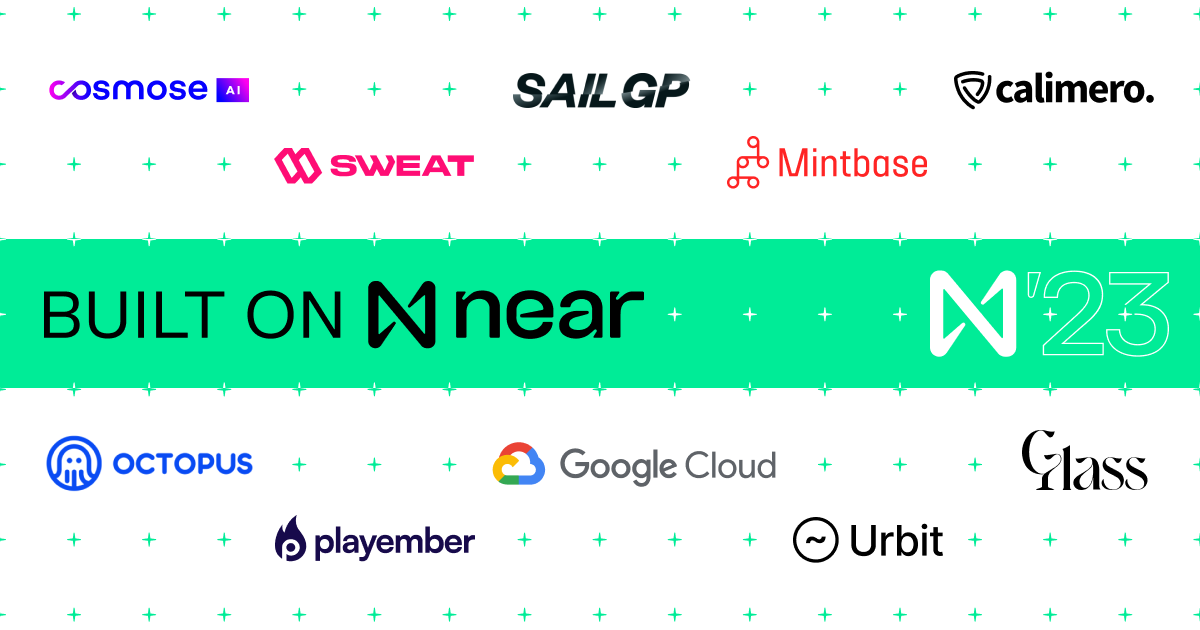 cosmose AI
SAIL GP
calimero.
SWEAT
Mintbase
BUILT ON near
'23
OCTOPUS
Google Cloud
Glass
playember
Urbit